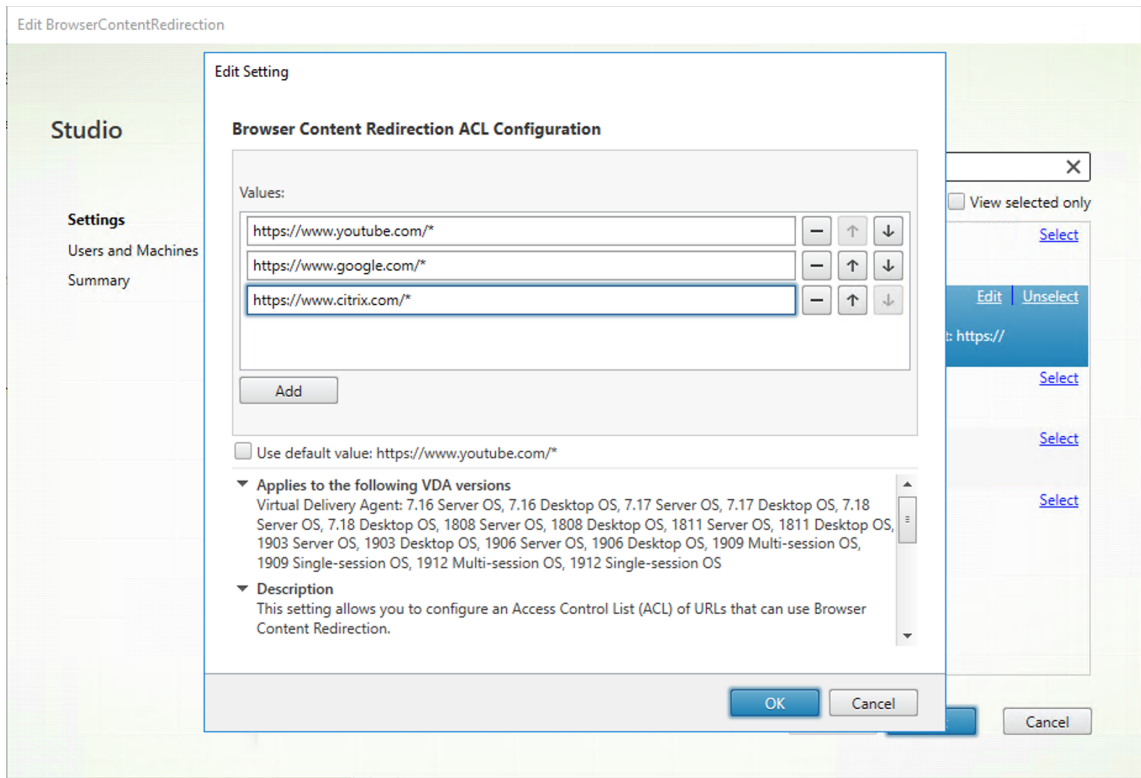 Edit BrowserContentRedirection
Edit Setting
Studio
Browser Content Redirection ACL Configuration
Values:
View selected only
Settings
https://www.youtube.com/*
Select
Users and Machines
https://www.google.com/*
Summary
https://www.citrix.com/*
Edit
Unselect
https://
Select
Add
Select
Use default value: https://www.youtube.com/*
Applies to the following VDA versions
Virtual Delivery Agent: 7.16 Server OS, 7.16 Desktop OS, 7.17 Server OS, 7.17 Desktop OS, 7.18
Select
Server OS, 7.18 Desktop OS, 1808 Server OS, 1808 Desktop OS, 1811 Server OS, 1811 Desktop OS,
1903 Server OS, 1903 Desktop OS, 1906 Server OS, 1906 Desktop OS, 1909 Multi-session OS,
1909 Single-session OS, 1912 Multi-session OS, 1912 Single-session OS
Description
This setting allows you to configure an Access Control List (ACL) of URLs that can use Browser
Content Redirection.
OK
Cancel
Cancel